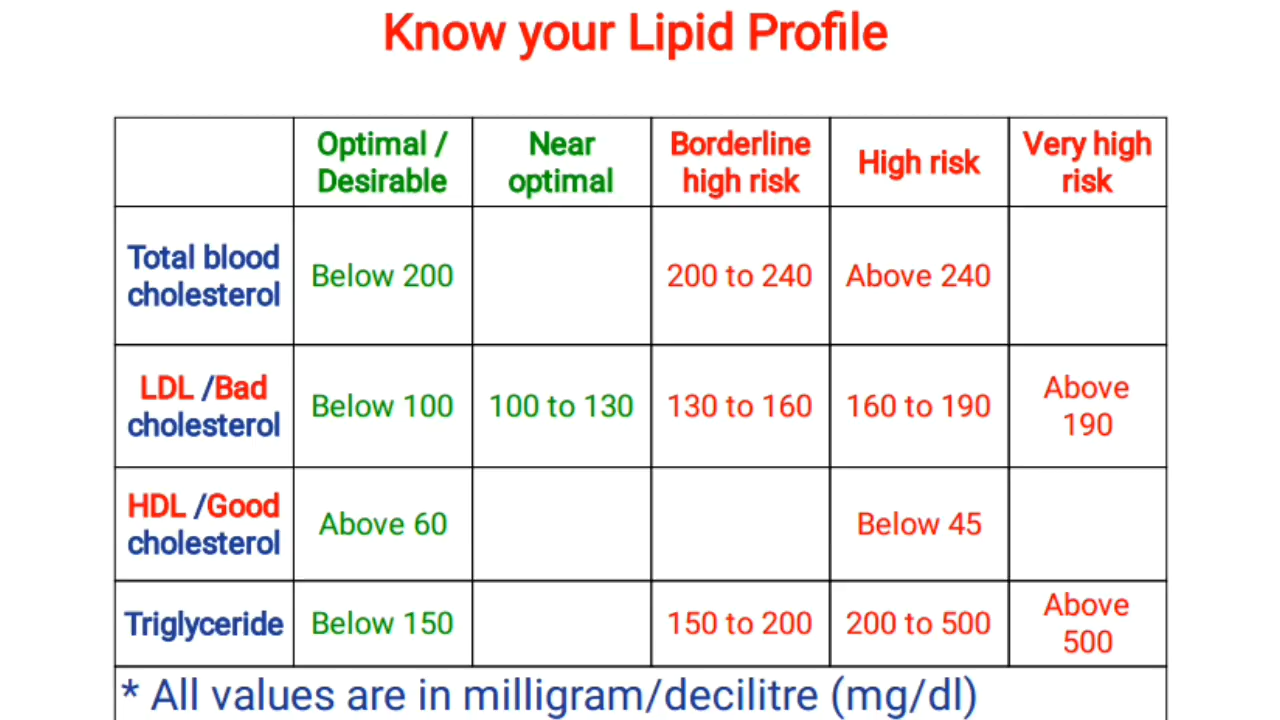 Know your Lipid Profile
Optimal / Desirable
Near optimal
Borderline high risk
High risk
Very high risk
Total blood cholesterol
Below 200
200 to 240
Above 240
LDL /Bad cholesterol
Below 100
100 to 130
130 to 160
160 to 190
Above 190
HDL /Good cholesterol
Above 60
Below 45
Triglyceride
Below 150
150 to 200
200 to 500
Above 500
* All values are in milligram/decilitre (mg/dl)